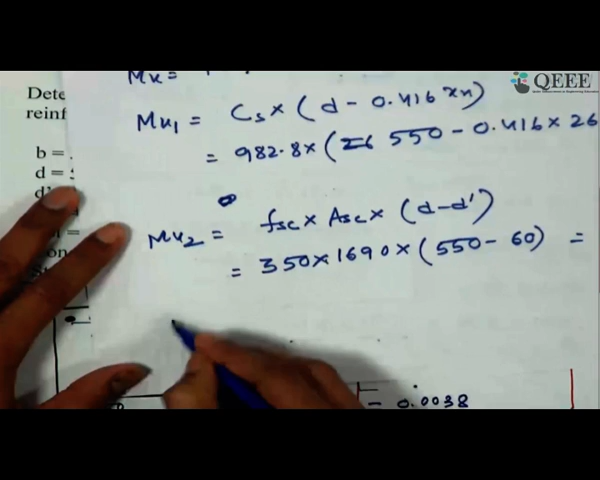 QEEE
Mu =
Dete
reinf
Mu1 = Cs × (d - 0.416 xu)
= 982.8 × (26 550 - 0.416 × 26
b =
d =
d'
Mu2 = fsc × Asc × (d-d')
= 350 × 1690 × (550 - 60) =
- 0.0038